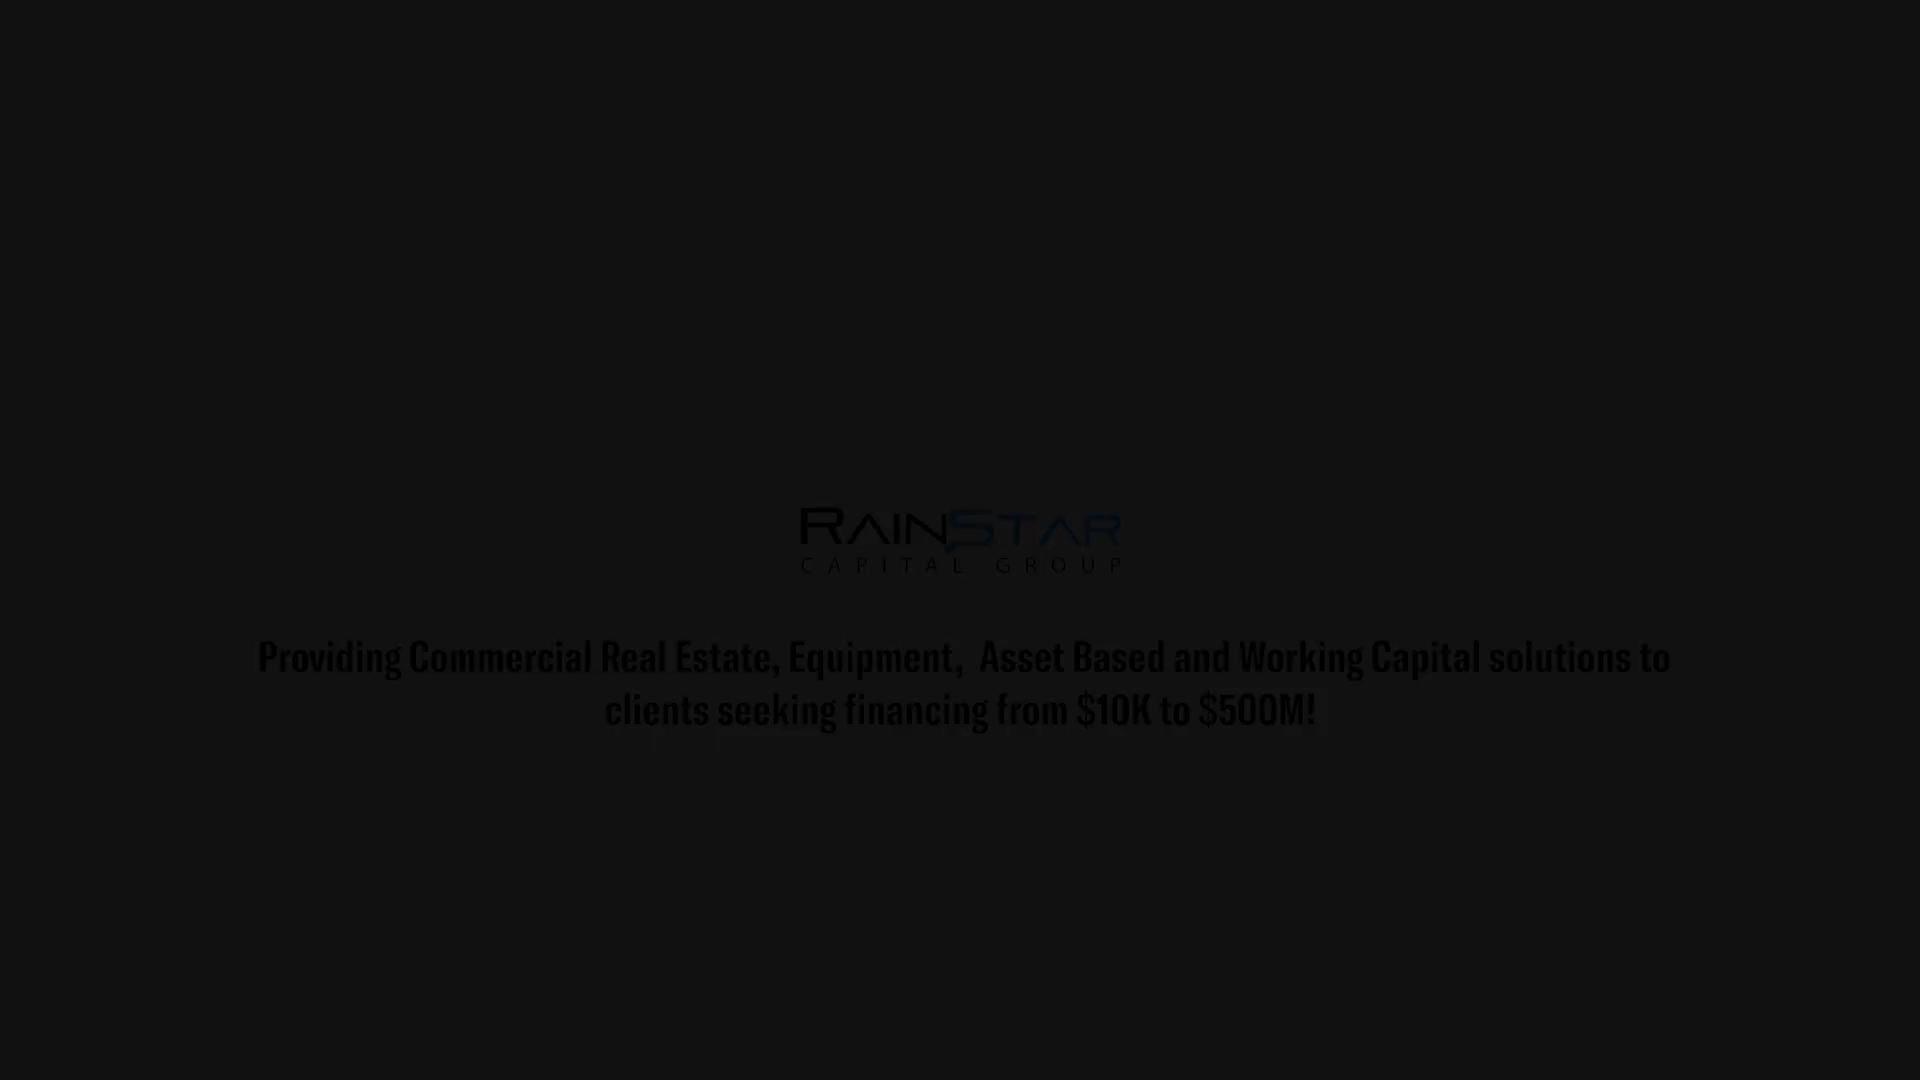 RAINSTAR
CAPITAL GROUP
Providing Commercial Real Estate, Equipment,  Asset Based and Working Capital solutions to
clients seeking financing from $10K to $500M!